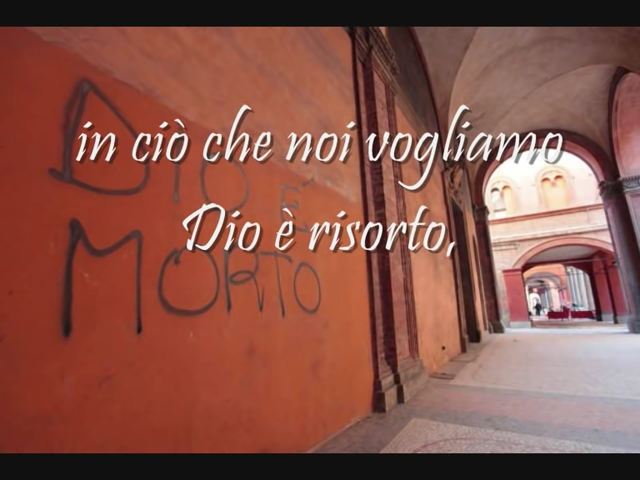 in ciò che noi vogliamo
Dio è risorto,
DIO
È
MORTO